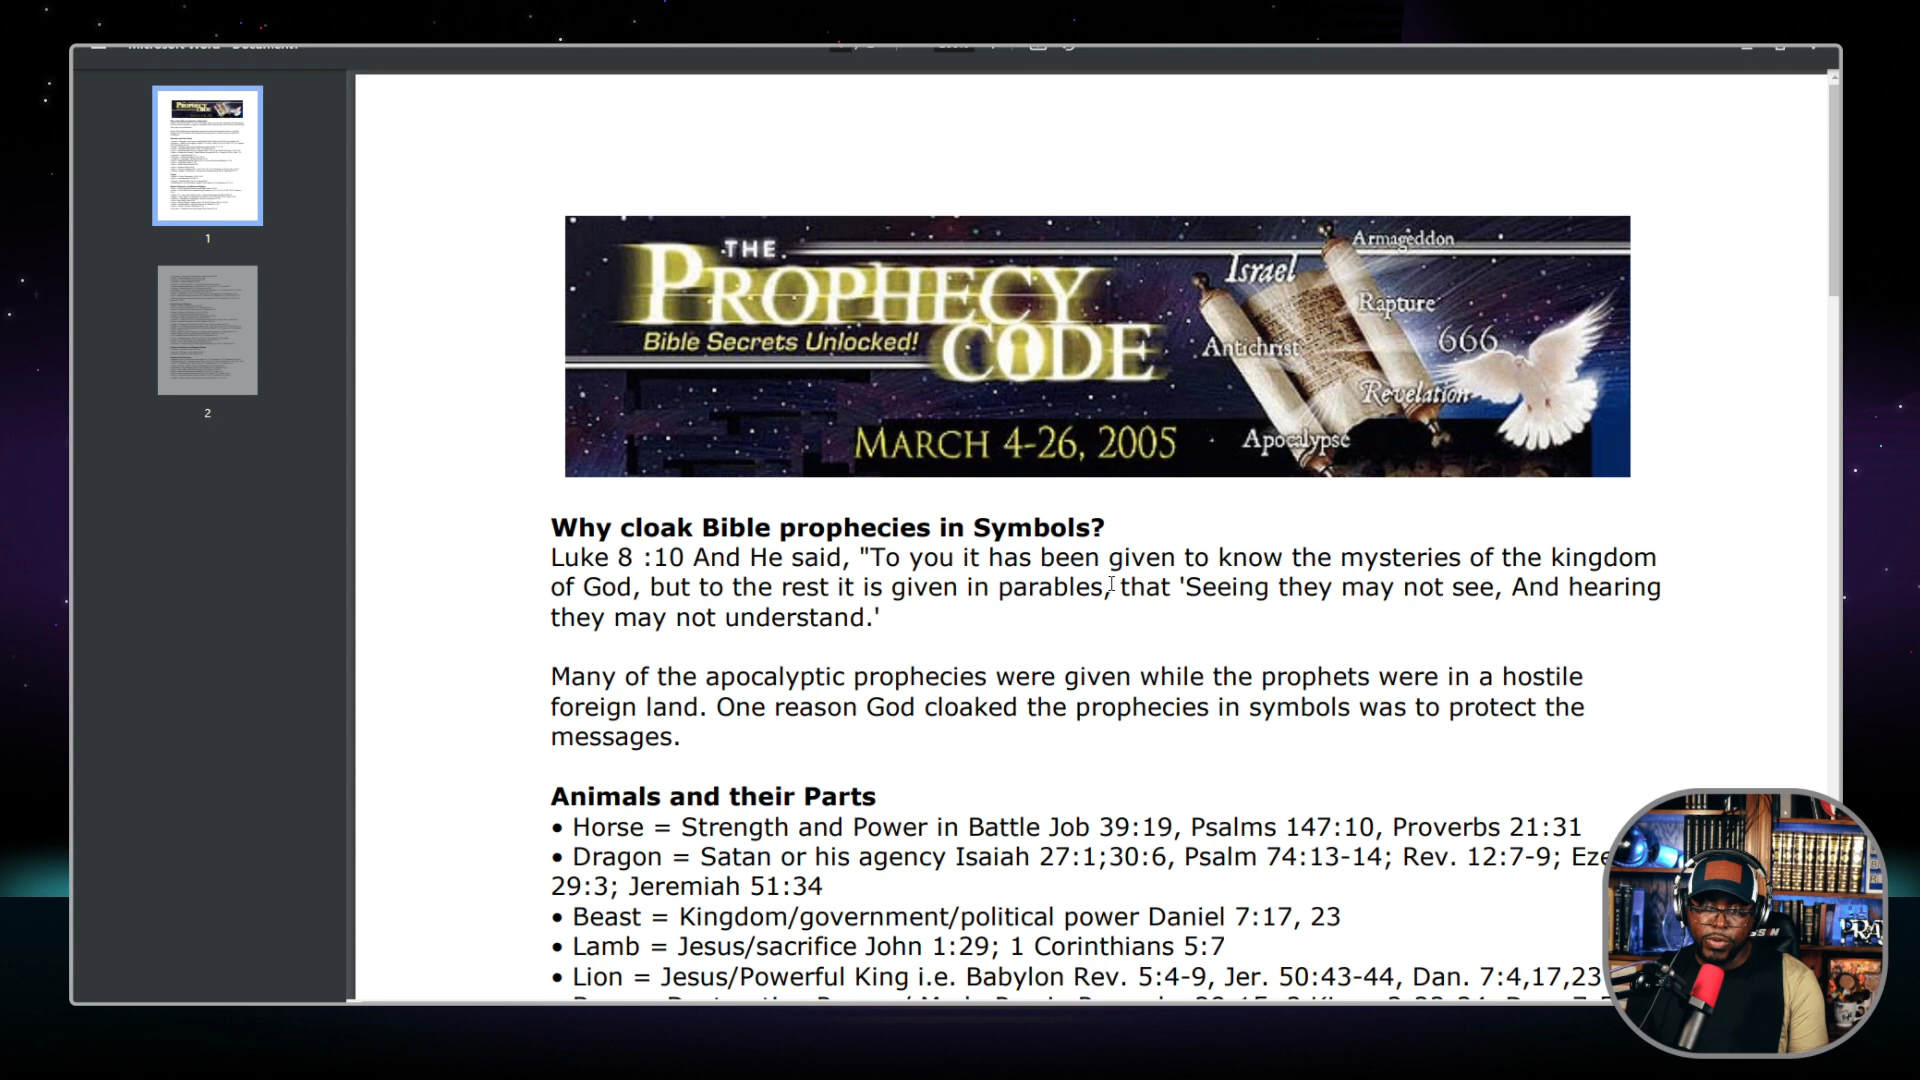 Microsoft Word - Document1
THE
PROPHECY
CODE
Bible Secrets Unlocked!
MARCH 4-26, 2005
Armageddon
Israel
Rapture
666
Antichrist
Revelation
Apocalypse
Why cloak Bible prophecies in Symbols?
Luke 8 :10 And He said, "To you it has been given to know the mysteries of the kingdom
of God, but to the rest it is given in parables, that 'Seeing they may not see, And hearing
they may not understand.'
Many of the apocalyptic prophecies were given while the prophets were in a hostile
foreign land. One reason God cloaked the prophecies in symbols was to protect the
messages.
Animals and their Parts
• Horse = Strength and Power in Battle Job 39:19, Psalms 147:10, Proverbs 21:31
• Dragon = Satan or his agency Isaiah 27:1;30:6, Psalm 74:13-14; Rev. 12:7-9; Eze
29:3; Jeremiah 51:34
• Beast = Kingdom/government/political power Daniel 7:17, 23
• Lamb = Jesus/sacrifice John 1:29; 1 Corinthians 5:7
• Lion = Jesus/Powerful King i.e. Babylon Rev. 5:4-9, Jer. 50:43-44, Dan. 7:4,17,23
1
2